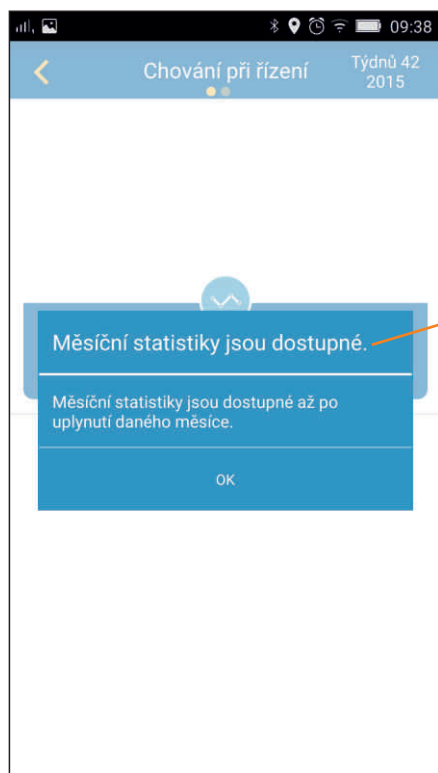 09:38
Chování při řízení
Týdnů 42
2015
Měsíční statistiky jsou dostupné.
Měsíční statistiky jsou dostupné až po
uplynutí daného měsíce.
OK